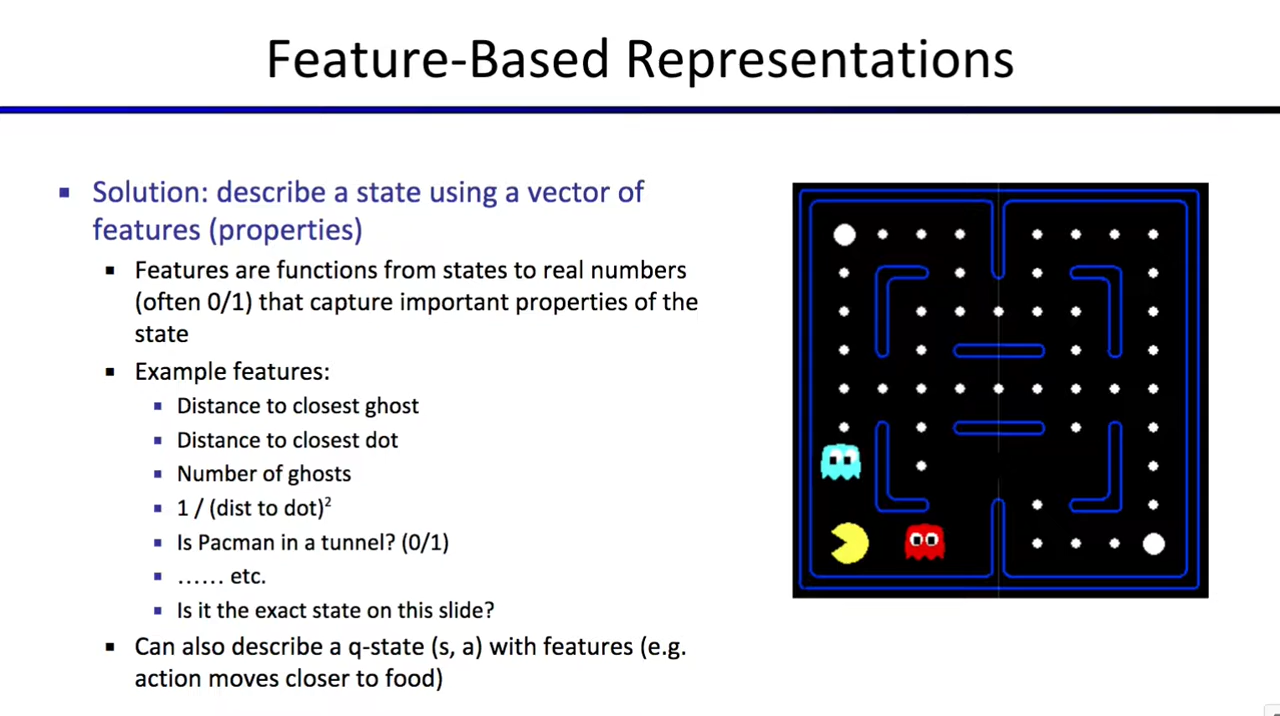 Feature-Based Representations
▪ Solution: describe a state using a vector of
features (properties)
▪ Features are functions from states to real numbers
(often 0/1) that capture important properties of the
state
▪ Example features:
▪ Distance to closest ghost
▪ Distance to closest dot
▪ Number of ghosts
▪ 1 / (dist to dot)²
▪ Is Pacman in a tunnel? (0/1)
▪ …… etc.
▪ Is it the exact state on this slide?
▪ Can also describe a q-state (s, a) with features (e.g.
action moves closer to food)